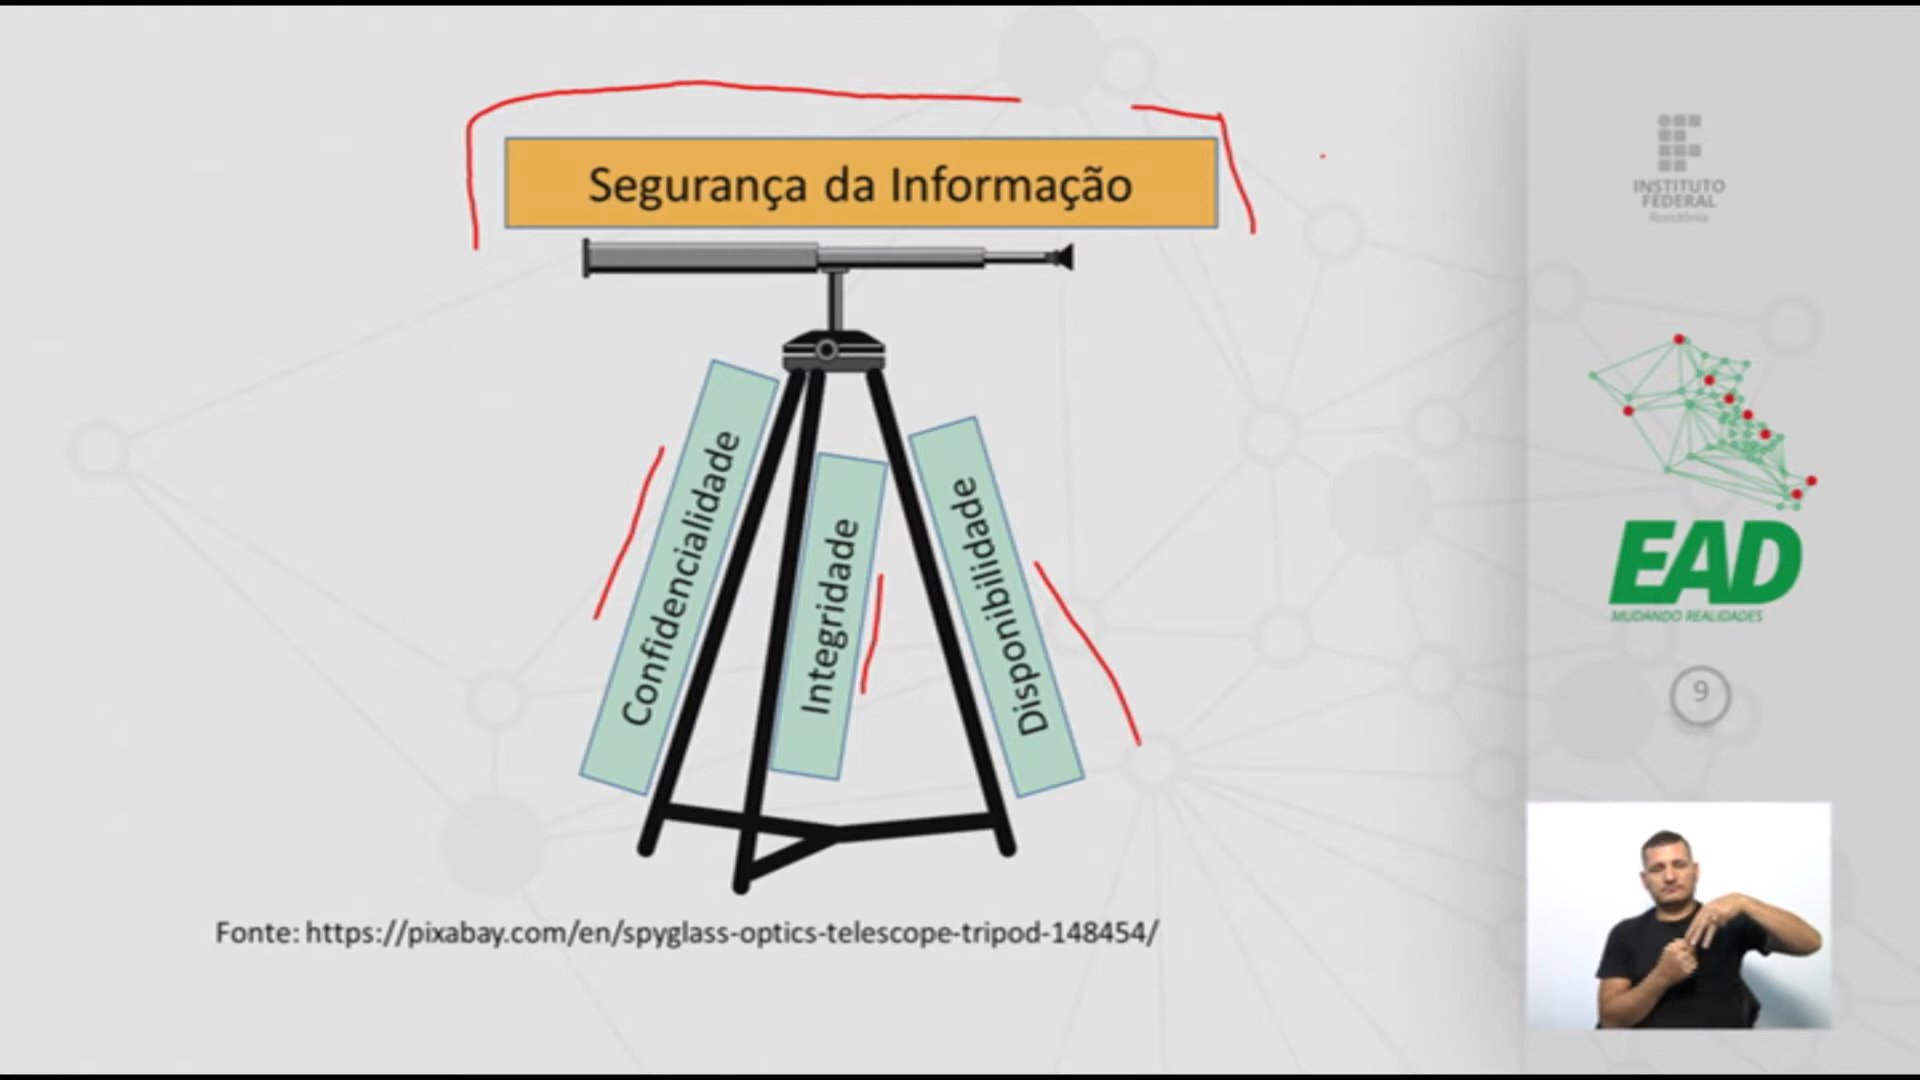 Segurança da Informação
Confidencialidade
Integridade
Disponibilidade
Fonte: https://pixabay.com/en/spyglass-optics-telescope-tripod-148454/
INSTITUTO
FEDERAL
Rondônia
EAD
MUDANDO REALIDADES
9